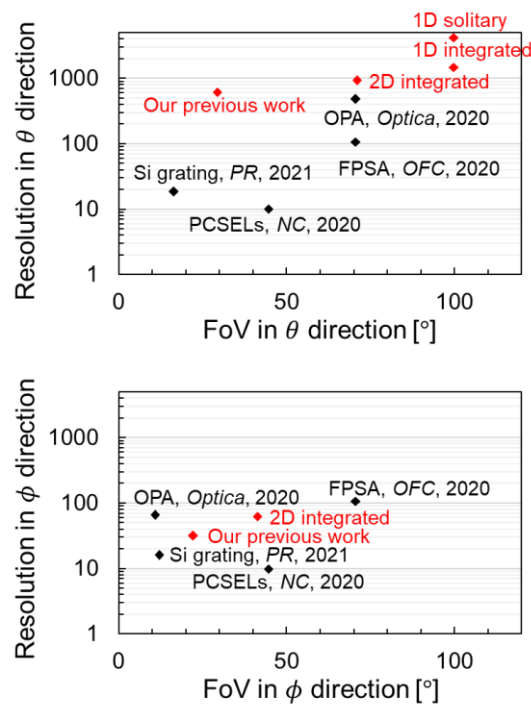 1D solitary
1D integrated
2D integrated
Our previous work
OPA, Optica, 2020
FPSA, OFC, 2020
Si grating, PR, 2021
PCSELs, NC, 2020
Resolution in θ direction
1000
100
10
1
0
50
100
FoV in θ direction [°]
OPA, Optica, 2020
FPSA, OFC, 2020
2D integrated
Our previous work
Si grating, PR, 2021
PCSELs, NC, 2020
Resolution in ϕ direction
1000
100
10
1
0
50
100
FoV in ϕ direction [°]